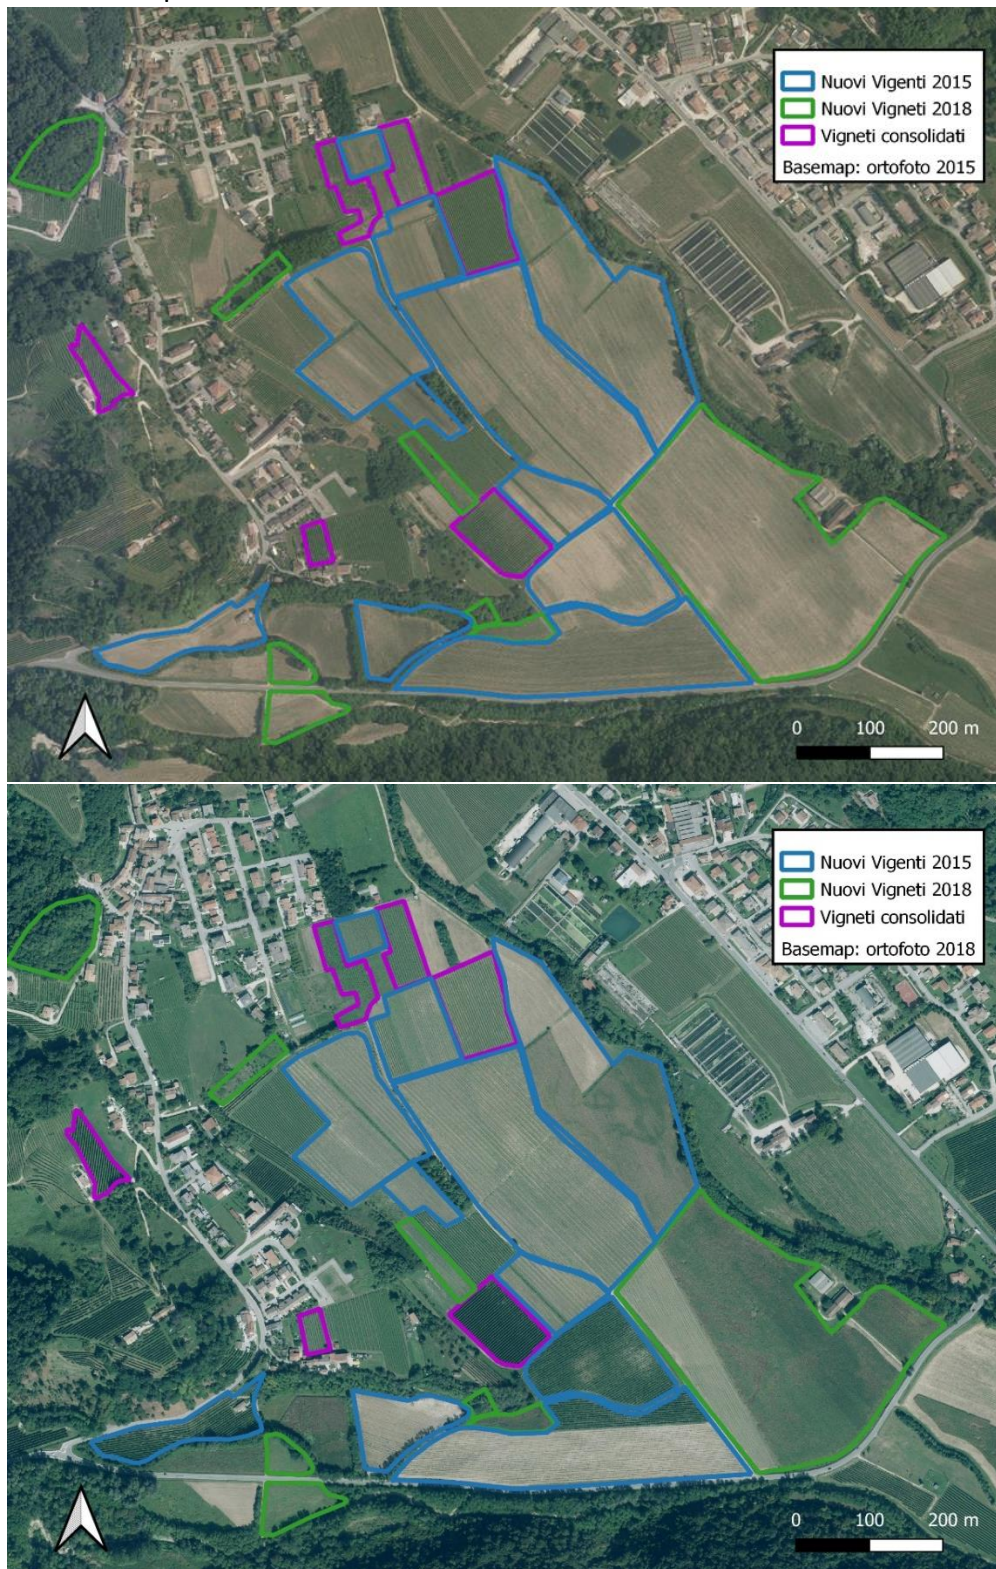 Nuovi Vigenti 2015
Nuovi Vigneti 2018
Vigneti consolidati
Basemap: ortofoto 2015
0 100 200 m
Nuovi Vigenti 2015
Nuovi Vigneti 2018
Vigneti consolidati
Basemap: ortofoto 2018
0 100 200 m